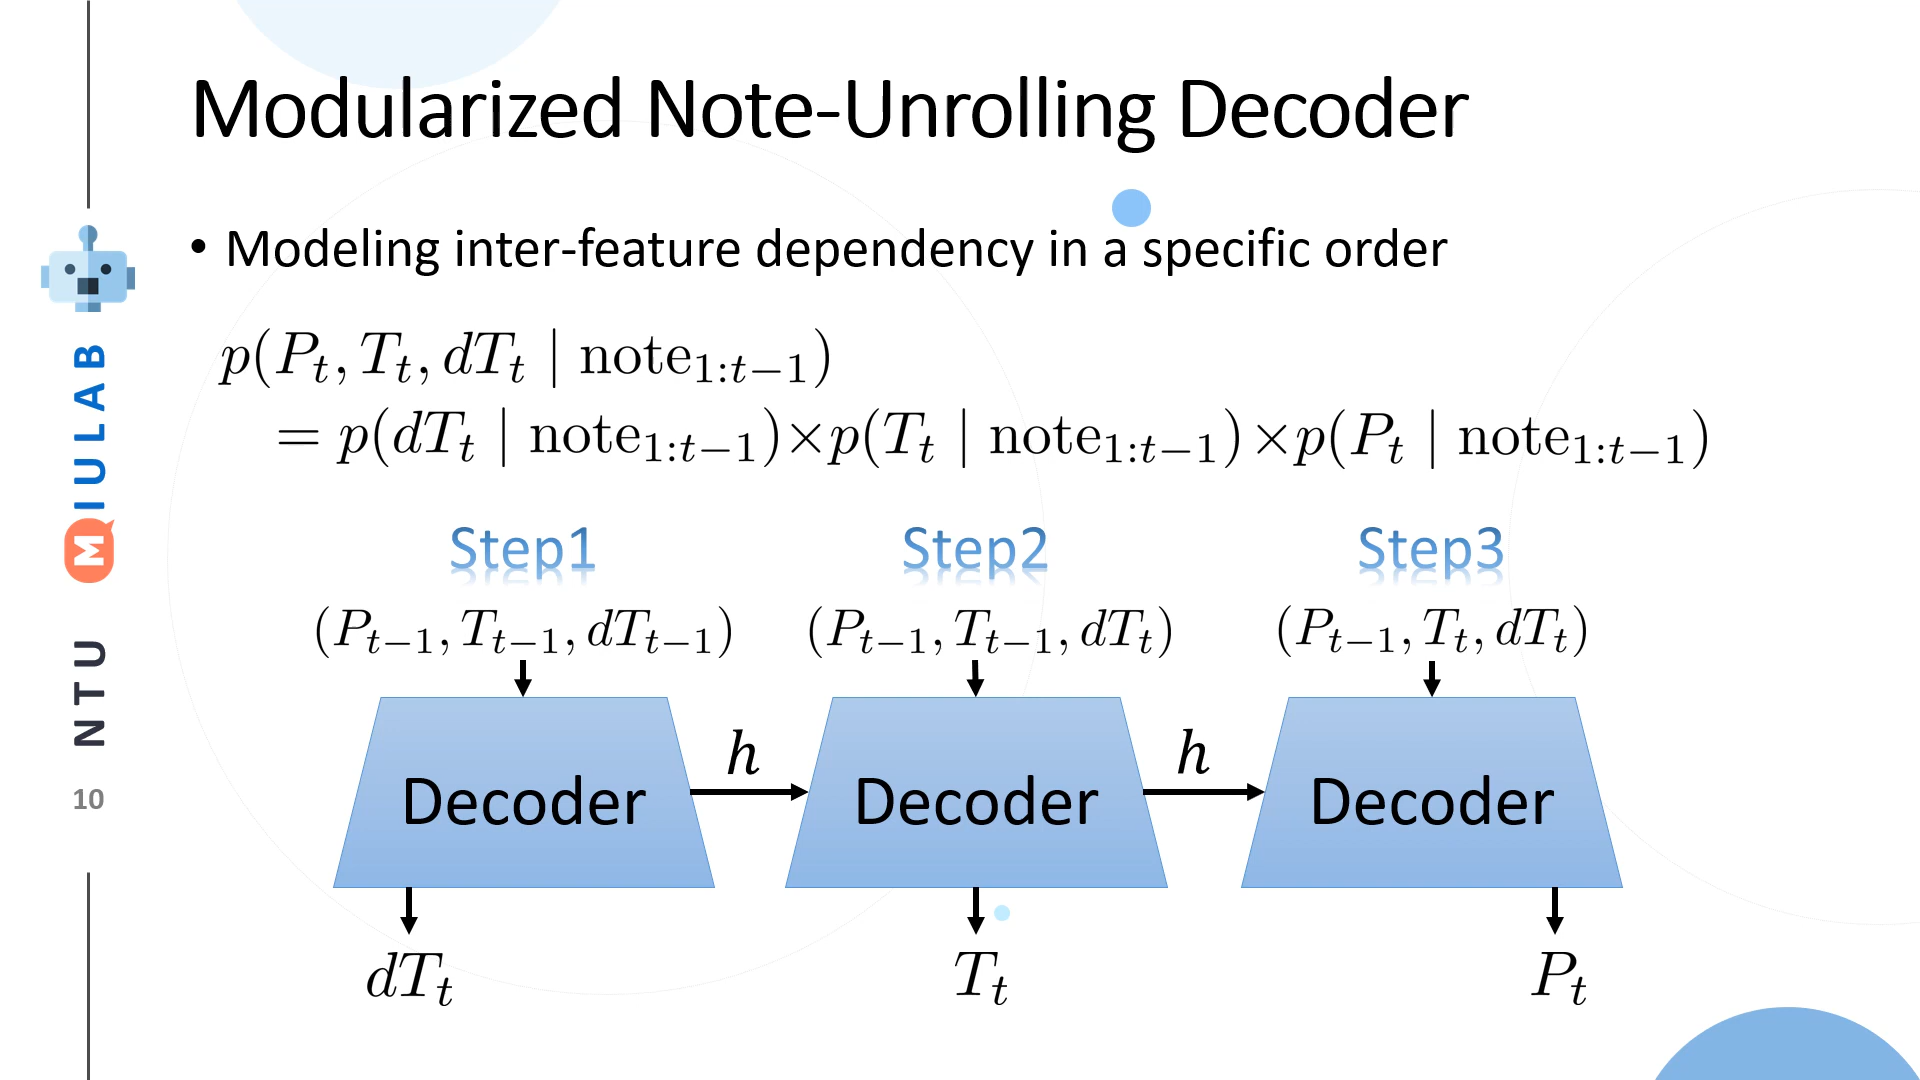 Modularized Note-Unrolling Decoder
• Modeling inter-feature dependency in a specific order
p(P_t, T_t, dT_t | note_{1:t−1})
= p(dT_t | note_{1:t−1}) × p(T_t | note_{1:t−1}) × p(P_t | note_{1:t−1})
Step1 Step2 Step3
(P_{t−1}, T_{t−1}, dT_{t−1}) (P_{t−1}, T_{t−1}, dT_t) (P_{t−1}, T_t, dT_t)
h h
Decoder Decoder Decoder
dT_t T_t P_t
NTU MIULAB
10